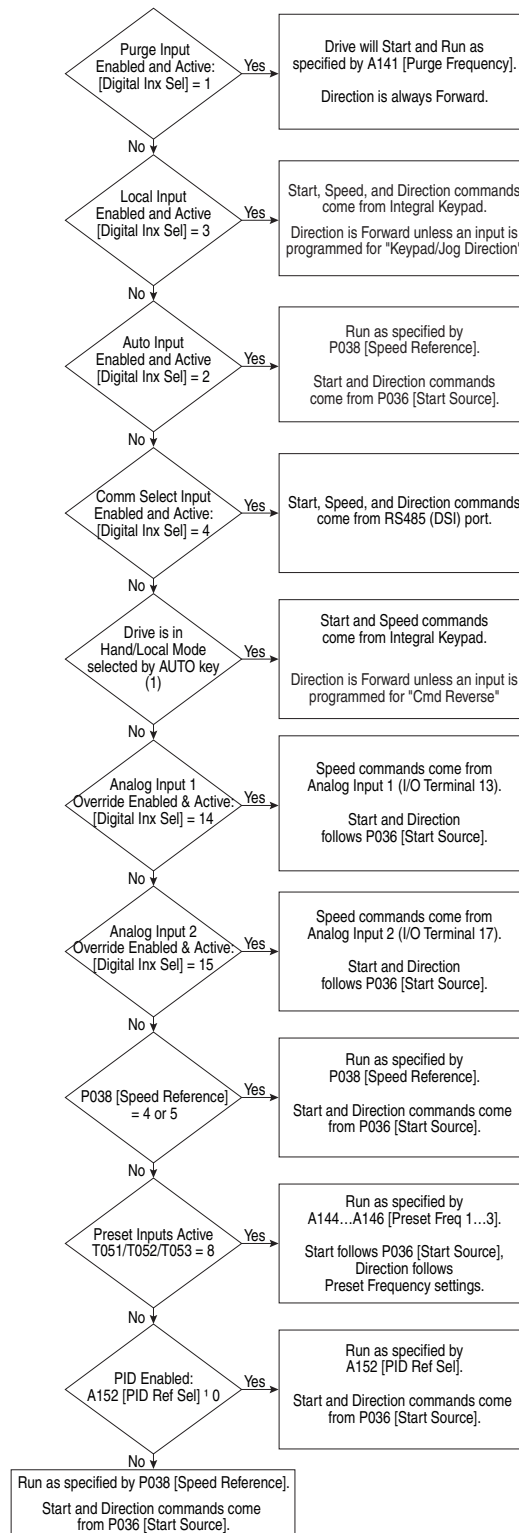 Purge Input
Enabled and Active:
[Digital Inx Sel] = 1
Yes
Drive will Start and Run as
specified by A141 [Purge Frequency].
Direction is always Forward.
No
Local Input
Enabled and Active
[Digital Inx Sel] = 3
Yes
Start, Speed, and Direction commands
come from Integral Keypad.
Direction is Forward unless an input is
programmed for "Keypad/Jog Direction"
No
Auto Input
Enabled and Active
[Digital Inx Sel] = 2
Yes
Run as specified by
P038 [Speed Reference].
Start and Direction commands
come from P036 [Start Source].
No
Comm Select Input
Enabled and Active:
[Digital Inx Sel] = 4
Yes
Start, Speed, and Direction commands
come from RS485 (DSI) port.
No
Drive is in
Hand/Local Mode
selected by AUTO key
(1)
Yes
Start and Speed commands
come from Integral Keypad.
Direction is Forward unless an input is
programmed for "Cmd Reverse"
No
Analog Input 1
Override Enabled & Active:
[Digital Inx Sel] = 14
Yes
Speed commands come from
Analog Input 1 (I/O Terminal 13).
Start and Direction
follows P036 [Start Source].
No
Analog Input 2
Override Enabled & Active:
[Digital Inx Sel] = 15
Yes
Speed commands come from
Analog Input 2 (I/O Terminal 17).
Start and Direction
follows P036 [Start Source].
No
P038 [Speed Reference]
= 4 or 5
Yes
Run as specified by
P038 [Speed Reference].
Start and Direction commands come
from P036 [Start Source].
No
Preset Inputs Active
T051/T052/T053 = 8
Yes
Run as specified by
A144...A146 [Preset Freq 1...3].
Start follows P036 [Start Source],
Direction follows
Preset Frequency settings.
No
PID Enabled:
A152 [PID Ref Sel] ¹ 0
Yes
Run as specified by
A152 [PID Ref Sel].
Start and Direction commands come
from P036 [Start Source].
No
Run as specified by P038 [Speed Reference].
Start and Direction commands come
from P036 [Start Source].